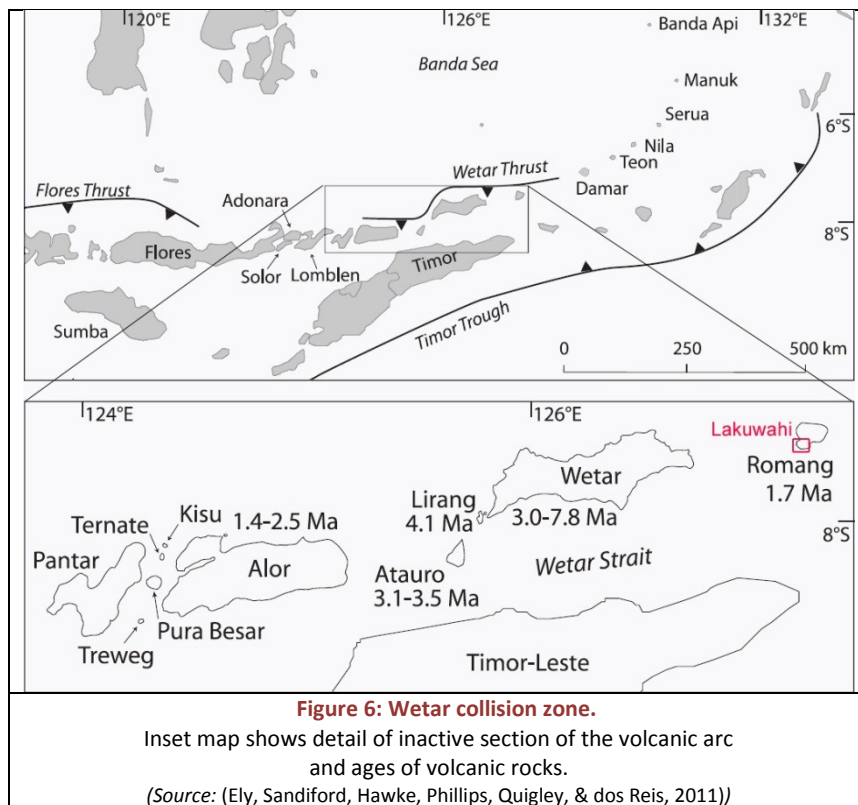 120°E
126°E
132°E
Banda Api
Banda Sea
Manuk
Serua
6°S
Nila
Teon
Wetar Thrust
Damar
Flores Thrust
Adonara
8°S
Flores
Solor
Lomblen
Timor
Sumba
Timor Trough
0 250 500 km
124°E
126°E
Lakuwahi
Wetar
Romang
1.7 Ma
Lirang
4.1 Ma
3.0-7.8 Ma
Kisu
Ternate
1.4-2.5 Ma
8°S
Pantar
Alor
Atauro
3.1-3.5 Ma
Wetar Strait
Pura Besar
Treweg
Timor-Leste
Figure 6: Wetar collision zone.
Inset map shows detail of inactive section of the volcanic arc
and ages of volcanic rocks.
(Source: (Ely, Sandiford, Hawke, Phillips, Quigley, & dos Reis, 2011))